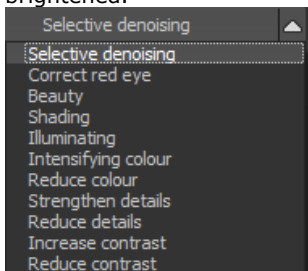 brightened.
Selective denoising
Selective denoising
Correct red eye
Beauty
Shading
Illuminating
Intensifying colour
Reduce colour
Strengthen details
Reduce details
Increase contrast
Reduce contrast